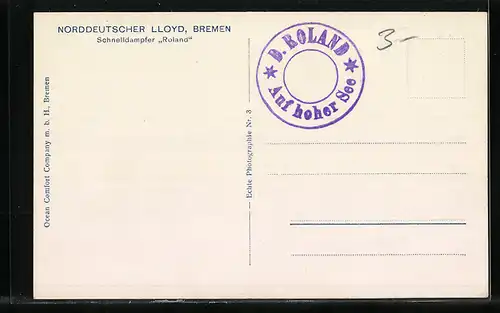 NORDDEUTSCHER LLOYD, BREMEN
Schnelldampfer „Roland"
Ocean Comfort Company m. b. H., Bremen
Echte Photographie Nr. 3
D. ROLAND
Auf hoher See
3-